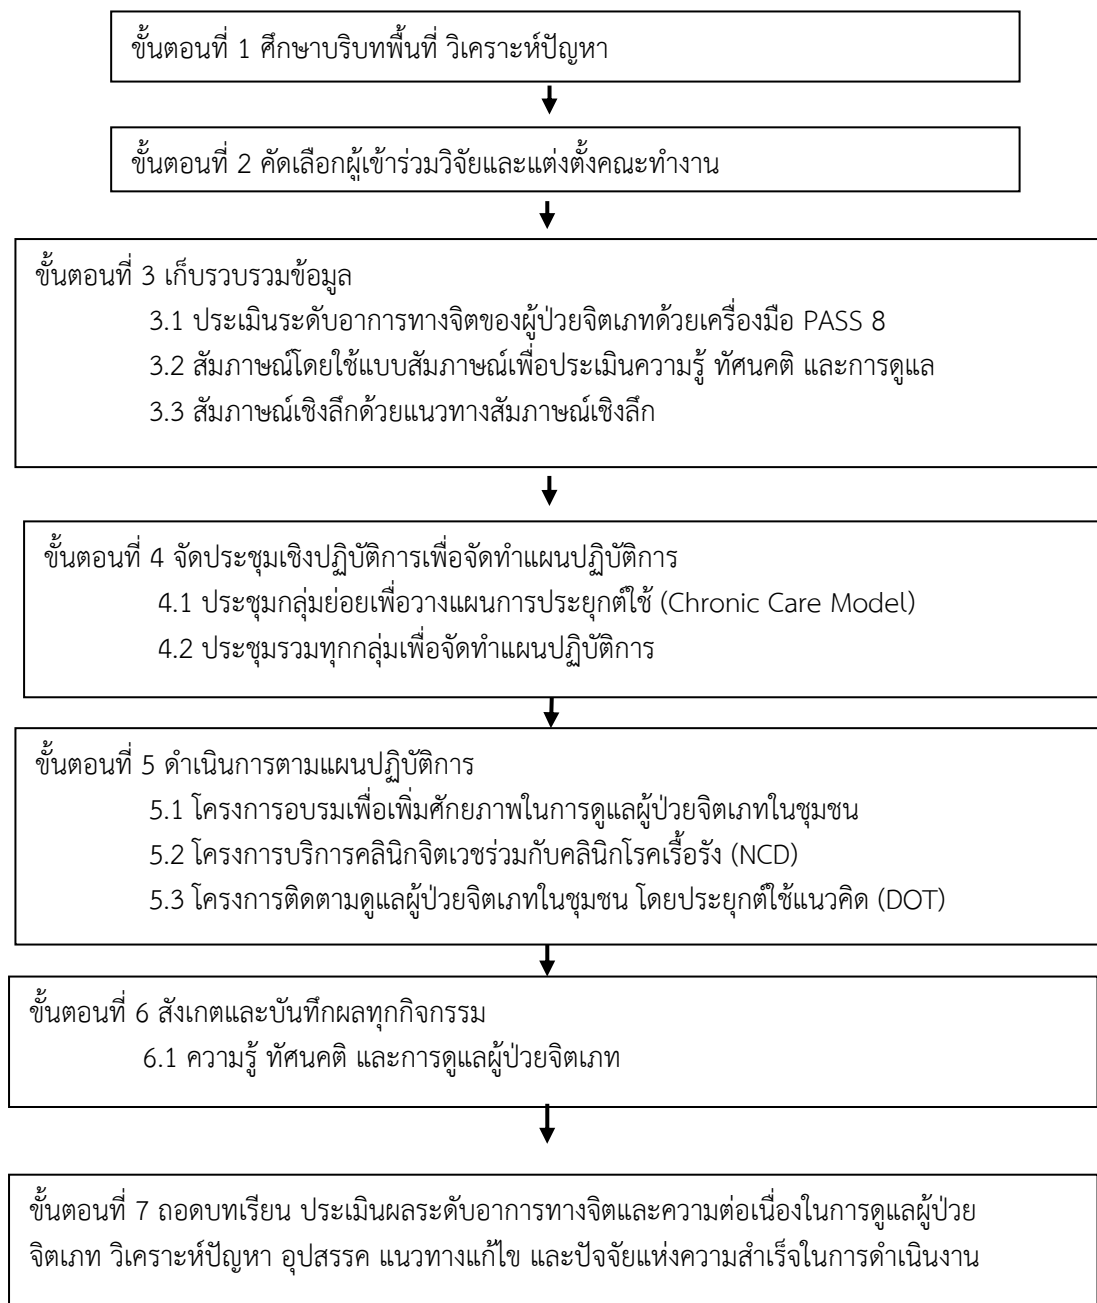 ขั้นตอนที่ 1 ศึกษาบริบทพื้นที่ วิเคราะห์ปัญหา
ขั้นตอนที่ 2 คัดเลือกผู้เข้าร่วมวิจัยและแต่งตั้งคณะทำงาน
ขั้นตอนที่ 3 เก็บรวบรวมข้อมูล
3.1 ประเมินระดับอาการทางจิตของผู้ป่วยจิตเภทด้วยเครื่องมือ PASS 8
3.2 สัมภาษณ์โดยใช้แบบสัมภาษณ์เพื่อประเมินความรู้ ทัศนคติ และการดูแล
3.3 สัมภาษณ์เชิงลึกด้วยแนวทางสัมภาษณ์เชิงลึก
ขั้นตอนที่ 4 จัดประชุมเชิงปฏิบัติการเพื่อจัดทำแผนปฏิบัติการ
4.1 ประชุมกลุ่มย่อยเพื่อวางแผนการประยุกต์ใช้ (Chronic Care Model)
4.2 ประชุมรวมทุกกลุ่มเพื่อจัดทำแผนปฏิบัติการ
ขั้นตอนที่ 5 ดำเนินการตามแผนปฏิบัติการ
5.1 โครงการอบรมเพื่อเพิ่มศักยภาพในการดูแลผู้ป่วยจิตเภทในชุมชน
5.2 โครงการบริการคลินิกจิตเวชร่วมกับคลินิกโรคเรื้อรัง (NCD)
5.3 โครงการติดตามดูแลผู้ป่วยจิตเภทในชุมชน โดยประยุกต์ใช้แนวคิด (DOT)
ขั้นตอนที่ 6 สังเกตและบันทึกผลทุกกิจกรรม
6.1 ความรู้ ทัศนคติ และการดูแลผู้ป่วยจิตเภท
ขั้นตอนที่ 7 ถอดบทเรียน ประเมินผลระดับอาการทางจิตและความต่อเนื่องในการดูแลผู้ป่วย
จิตเภท วิเคราะห์ปัญหา อุปสรรค แนวทางแก้ไข และปัจจัยแห่งความสำเร็จในการดำเนินงาน